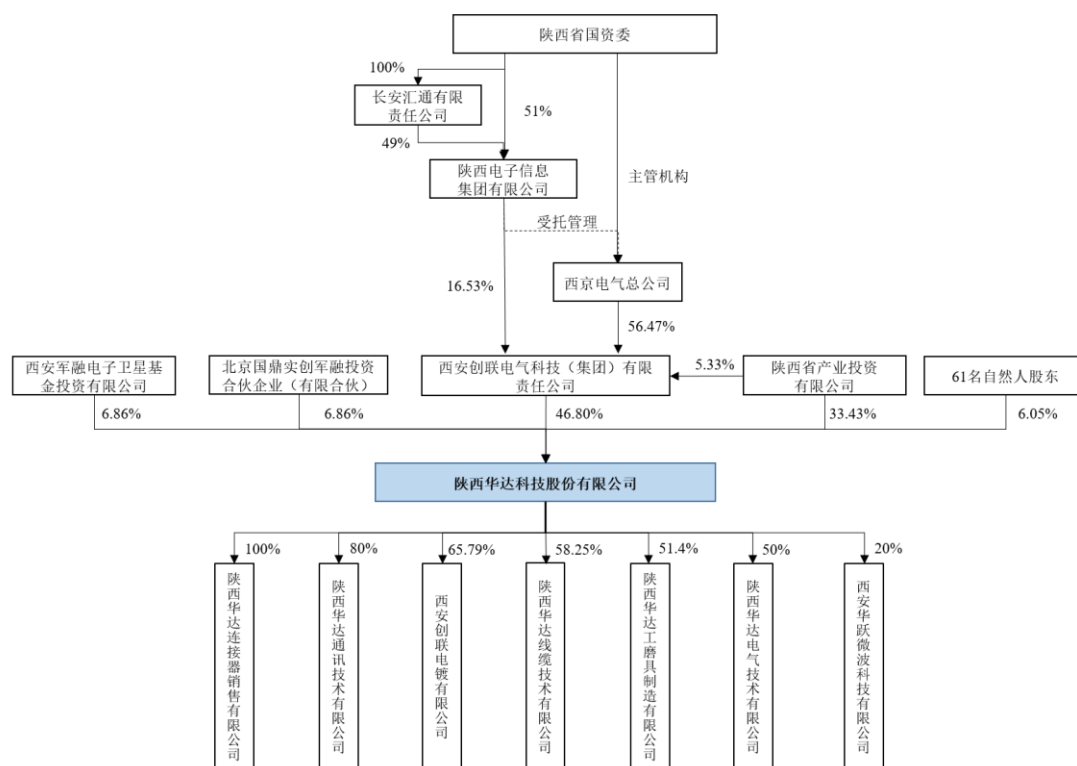 陕西省国资委
100%
长安汇通有限
责任公司
51%
49%
陕西电子信息
集团有限公司
主管机构
受托管理
西京电气总公司
16.53%
56.47%
西安军融电子卫星基
金投资有限公司
北京国鼎实创军融投资
合伙企业（有限合伙）
西安创联电气科技（集团）有限
责任公司
5.33%
陕西省产业投资
有限公司
61名自然人股东
6.86%
6.86%
46.80%
33.43%
6.05%
陕西华达科技股份有限公司
100%
80%
65.79%
58.25%
51.4%
50%
20%
陕西华达连接器销售有限公司
陕西华达通讯技术有限公司
西安创联电镀有限公司
陕西华达线缆技术有限公司
陕西华达工磨具制造有限公司
陕西华达电气技术有限公司
西安华跃微波科技有限公司